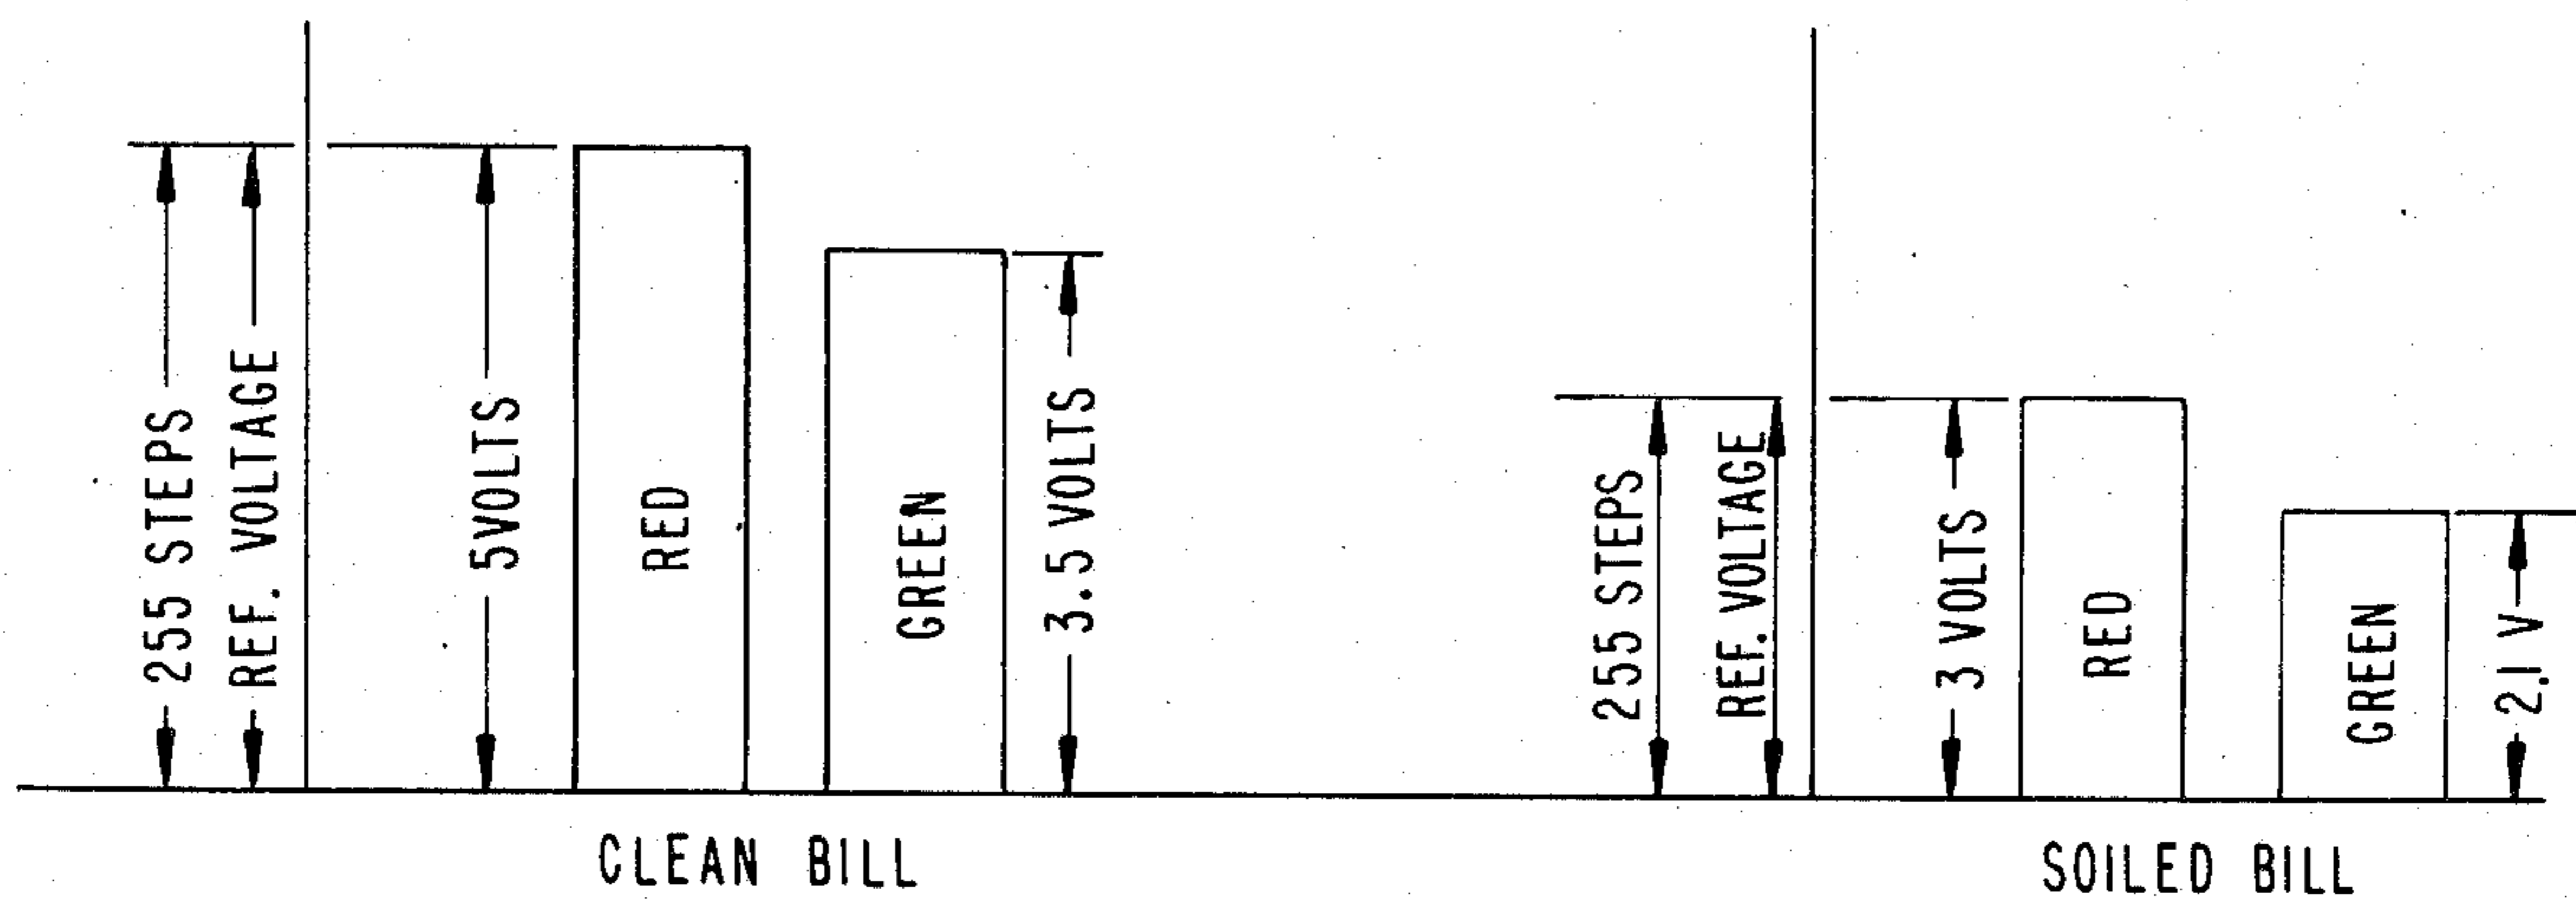 255 STEPS
REF. VOLTAGE
5VOLTS
RED
GREEN
3.5 VOLTS
CLEAN BILL
255 STEPS
REF. VOLTAGE
3 VOLTS
RED
GREEN
2.1 V
SOILED BILL